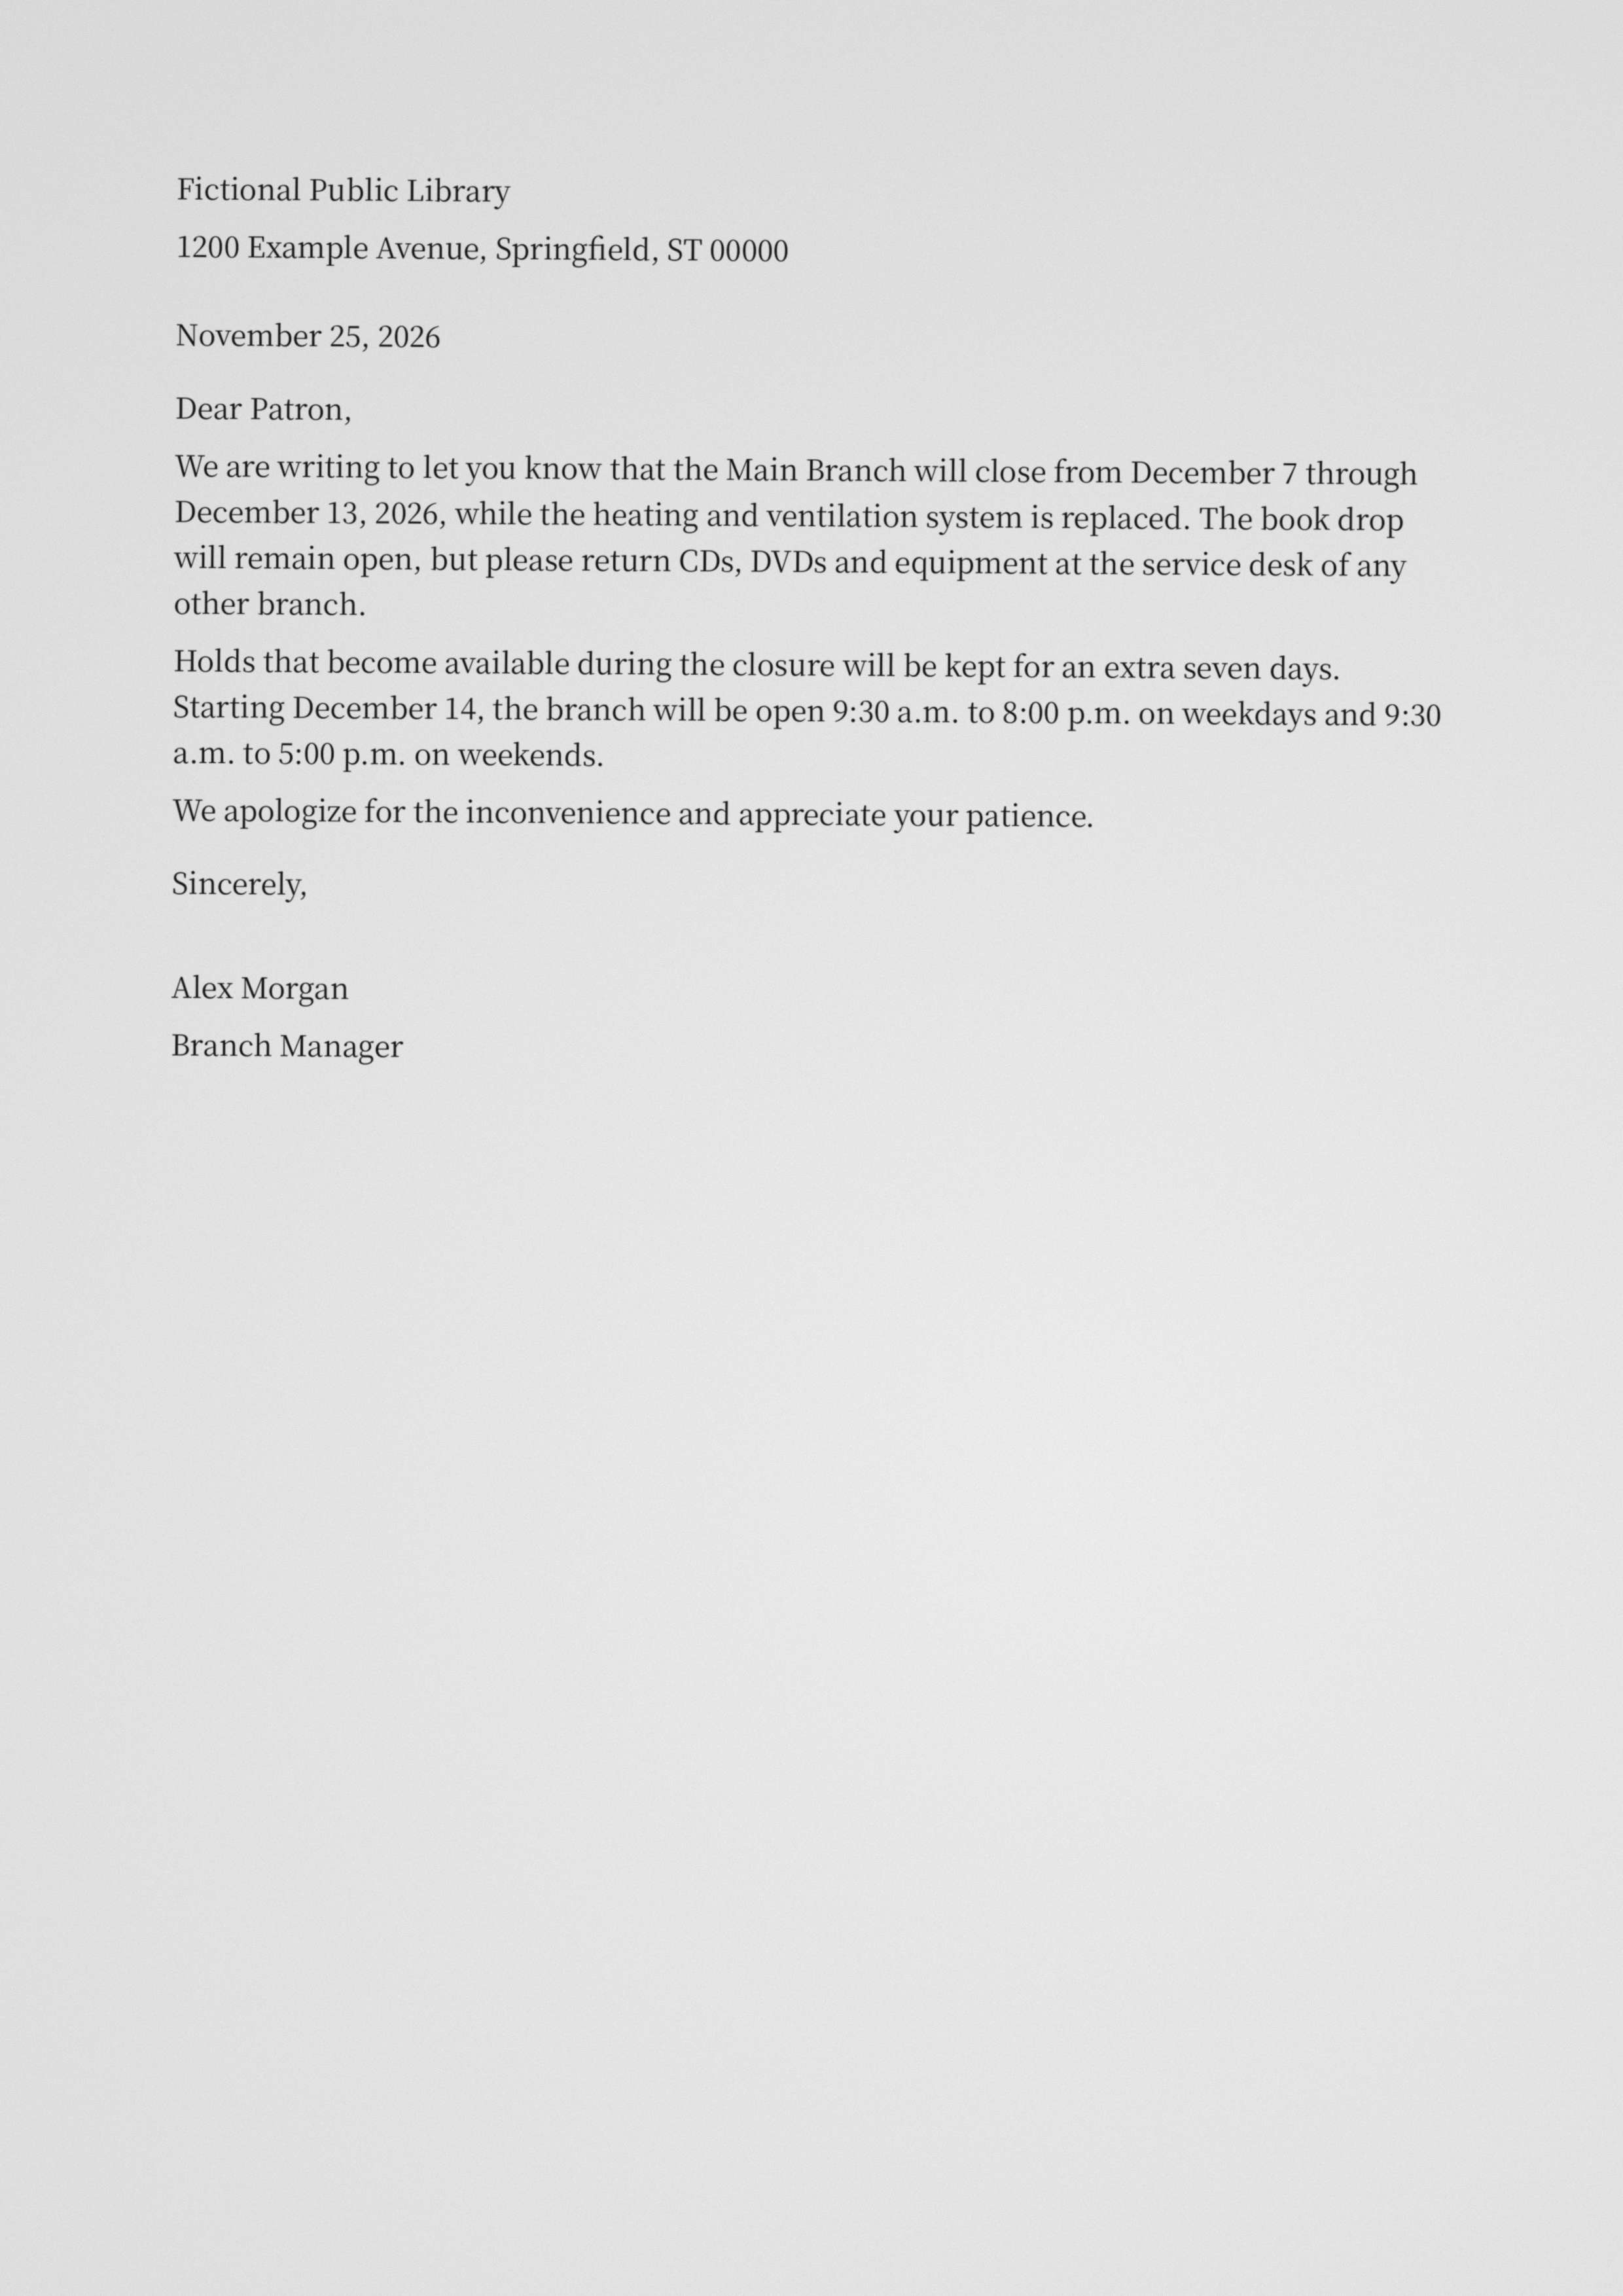 Fictional Public Library
1200 Example Avenue, Springfield, ST 00000
November 25, 2026
Dear Patron,
We are writing to let you know that the Main Branch will close from December 7 through
December 13, 2026, while the heating and ventilation system is replaced. The book drop
will remain open, but please return CDs, DVDs and equipment at the service desk of any
other branch.
Holds that become available during the closure will be kept for an extra seven days.
Starting December 14, the branch will be open 9:30 a.m. to 8:00 p.m. on weekdays and 9:30
a.m. to 5:00 p.m. on weekends.
We apologize for the inconvenience and appreciate your patience.
Sincerely,
Alex Morgan
Branch Manager